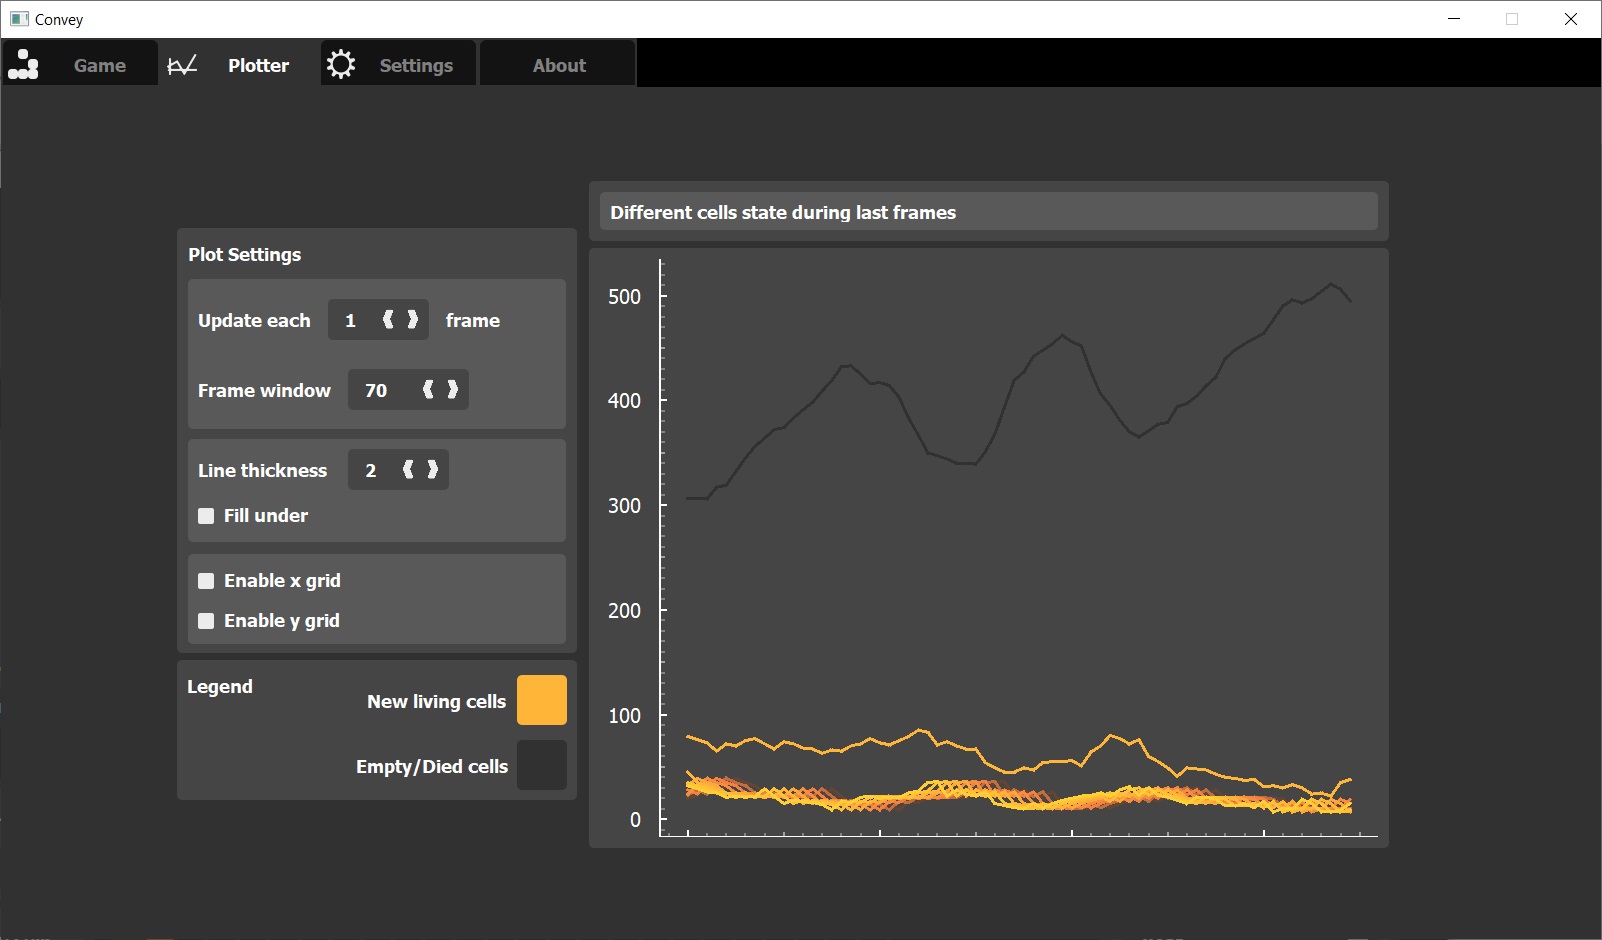 Convey
Game
Plotter
Settings
About
Different cells state during last frames
Plot Settings
Update each 1 frame
Frame window 70
Line thickness 2
Fill under
Enable x grid
Enable y grid
Legend
New living cells
Empty/Died cells
500
400
300
200
100
0